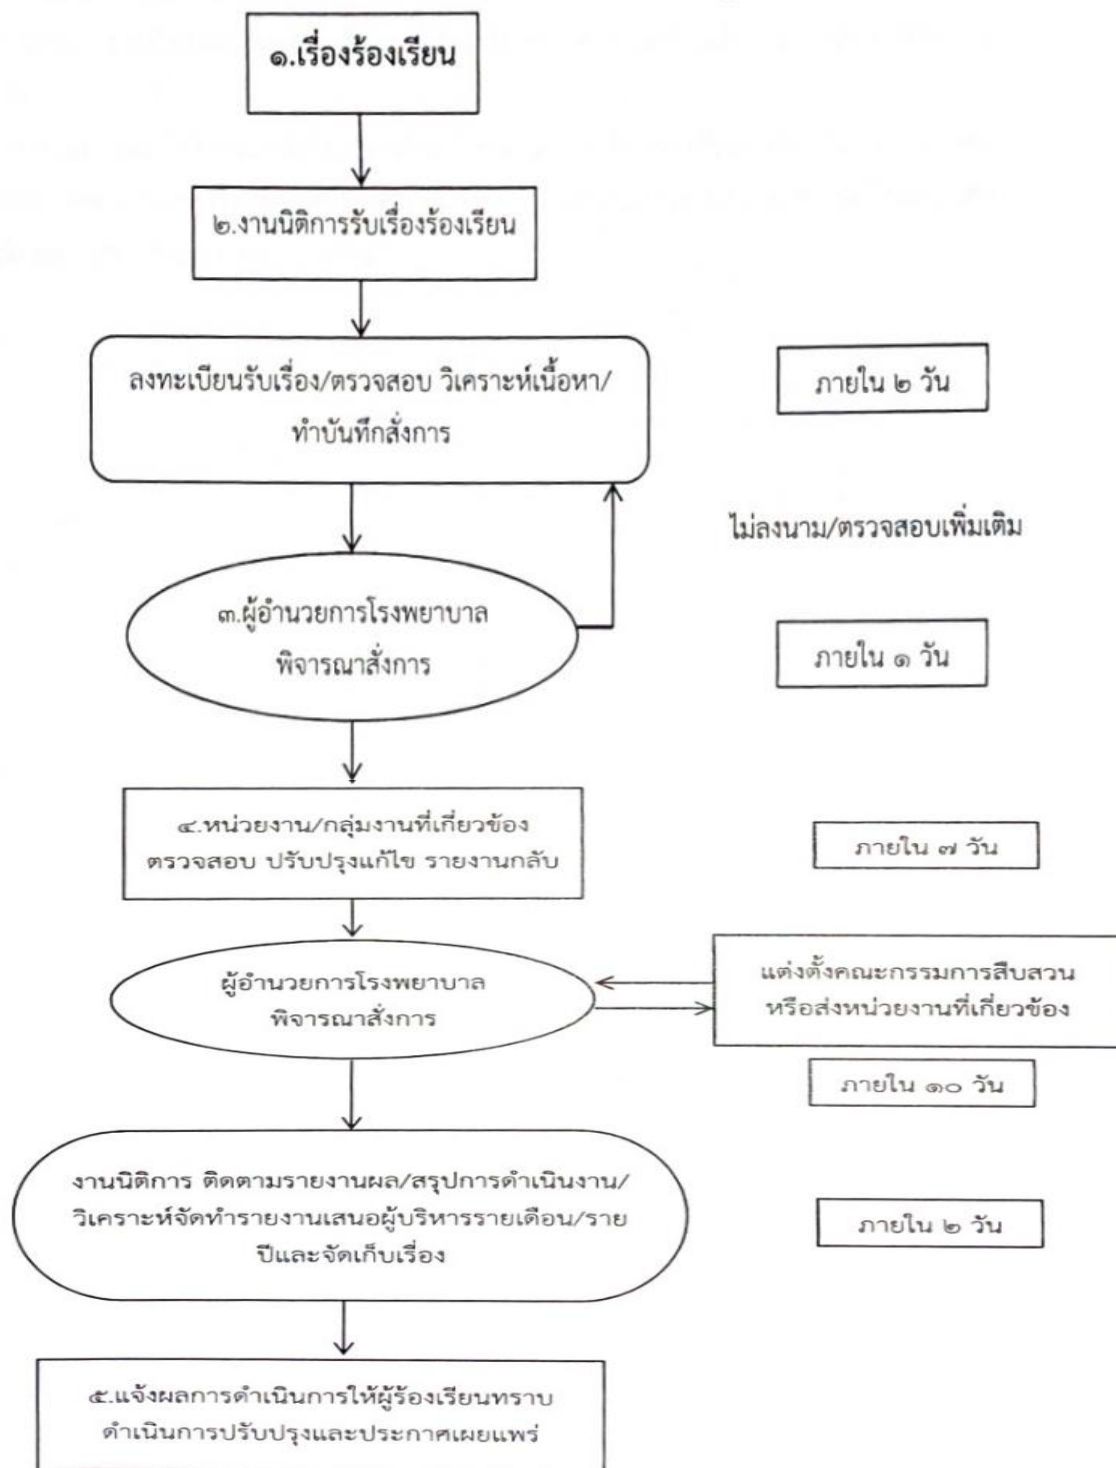 ๑.เรื่องร้องเรียน
๒.งานนิติการรับเรื่องร้องเรียน
ลงทะเบียนรับเรื่อง/ตรวจสอบ วิเคราะห์เนื้อหา/
ทำบันทึกสั่งการ
ภายใน ๒ วัน
ไม่ลงนาม/ตรวจสอบเพิ่มเติม
๓.ผู้อำนวยการโรงพยาบาล
พิจารณาสั่งการ
ภายใน ๑ วัน
๔.หน่วยงาน/กลุ่มงานที่เกี่ยวข้อง
ตรวจสอบ ปรับปรุงแก้ไข รายงานกลับ
ภายใน ๗ วัน
ผู้อำนวยการโรงพยาบาล
พิจารณาสั่งการ
แต่งตั้งคณะกรรมการสืบสวน
หรือส่งหน่วยงานที่เกี่ยวข้อง
ภายใน ๑๐ วัน
งานนิติการ ติดตามรายงานผล/สรุปการดำเนินงาน/
วิเคราะห์จัดทำรายงานเสนอผู้บริหารรายเดือน/ราย
ปีและจัดเก็บเรื่อง
ภายใน ๒ วัน
๕.แจ้งผลการดำเนินการให้ผู้ร้องเรียนทราบ
ดำเนินการปรับปรุงและประกาศเผยแพร่